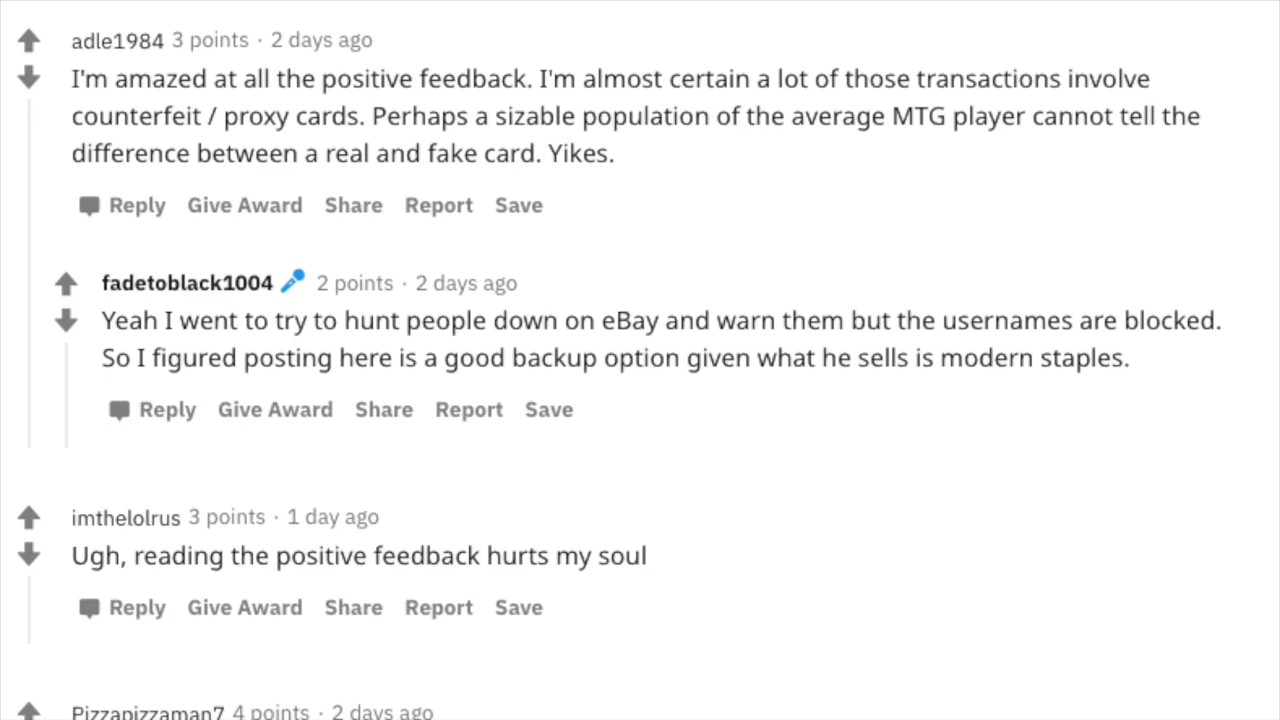 adle1984 3 points · 2 days ago
I'm amazed at all the positive feedback. I'm almost certain a lot of those transactions involve
counterfeit / proxy cards. Perhaps a sizable population of the average MTG player cannot tell the
difference between a real and fake card. Yikes.
Reply Give Award Share Report Save
fadetoblack1004 2 points · 2 days ago
Yeah I went to try to hunt people down on eBay and warn them but the usernames are blocked.
So I figured posting here is a good backup option given what he sells is modern staples.
Reply Give Award Share Report Save
imthelolrus 3 points · 1 day ago
Ugh, reading the positive feedback hurts my soul
Reply Give Award Share Report Save
Pizzapizzaman7 4 points · 2 days ago